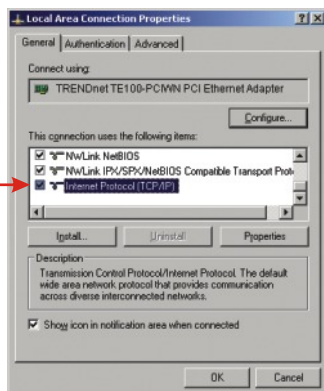 Local Area Connection Properties
General Authentication Advanced
Connect using:
TRENDnet TE100-PCIWN PCI Ethernet Adapter
Configure...
This connection uses the following items:
NWLink NetBIOS
NWLink IPX/SPX/NetBIOS Compatible Transport Prot
Internet Protocol (TCP/IP)
Install... Uninstall Properties
Description
Transmission Control Protocol/Internet Protocol. The default
wide area network protocol that provides communication
across diverse interconnected networks.
Show icon in notification area when connected
OK Cancel